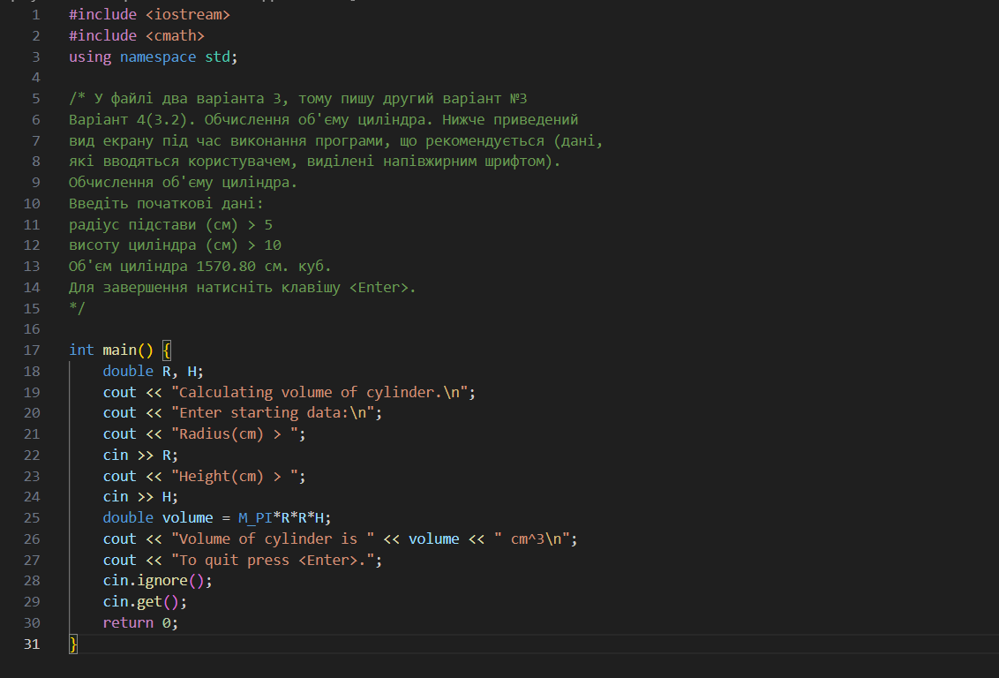 1 #include <iostream>
2 #include <cmath>
3 using namespace std;
4
5 /* У файлі два варіанта 3, тому пишу другий варіант №3
6 Варіант 4(3.2). Обчислення об'єму циліндра. Нижче приведений
7 вид екрану під час виконання програми, що рекомендується (дані,
8 які вводяться користувачем, виділені напівжирним шрифтом).
9 Обчислення об'єму циліндра.
10 Введіть початкові дані:
11 радіус підстави (см) > 5
12 висоту циліндра (см) > 10
13 Об'єм циліндра 1570.80 см. куб.
14 Для завершення натисніть клавішу <Enter>.
15 */
16
17 int main() {
18     double R, H;
19     cout << "Calculating volume of cylinder.\n";
20     cout << "Enter starting data:\n";
21     cout << "Radius(cm) > ";
22     cin >> R;
23     cout << "Height(cm) > ";
24     cin >> H;
25     double volume = M_PI*R*R*H;
26     cout << "Volume of cylinder is " << volume << " cm^3\n";
27     cout << "To quit press <Enter>.";
28     cin.ignore();
29     cin.get();
30     return 0;
31 }